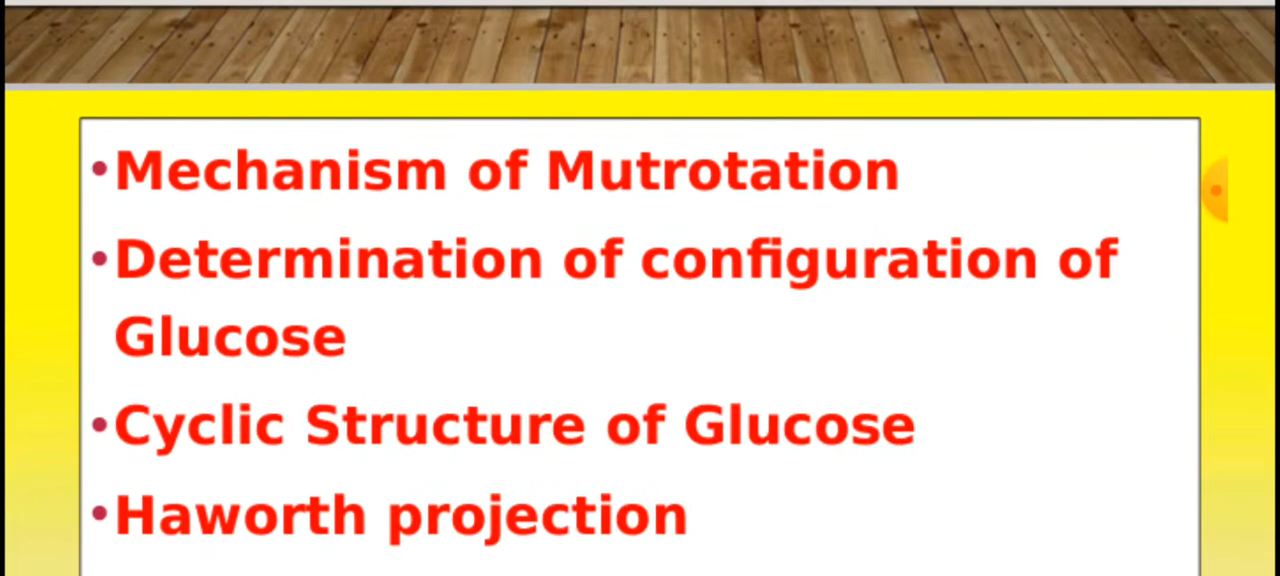 •Mechanism of Mutrotation
•Determination of configuration of
Glucose
•Cyclic Structure of Glucose
•Haworth projection